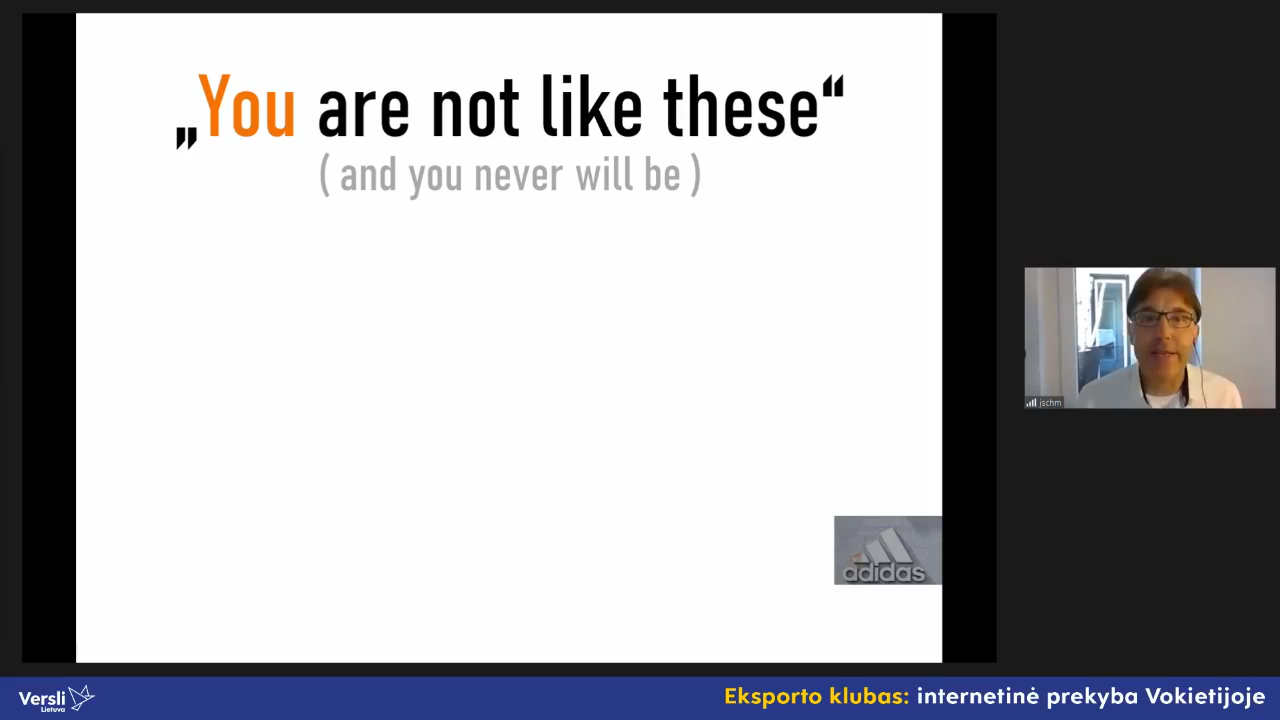 „You are not like these“
( and you never will be )
adidas
jschm
Versli
Lietuva
Eksporto klubas: internetinė prekyba Vokietijoje